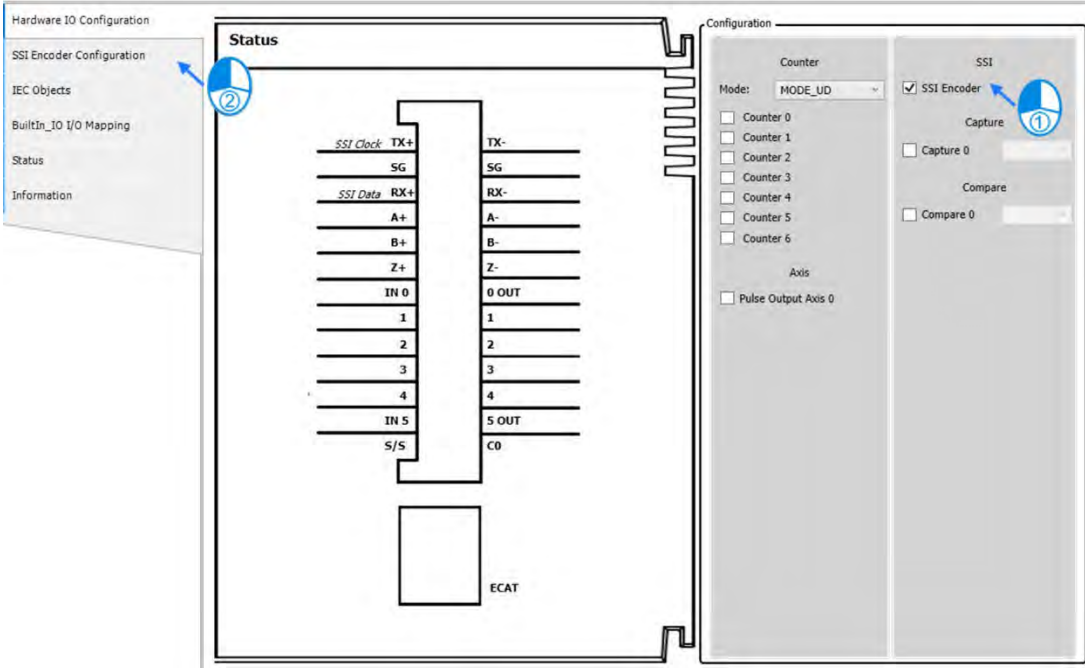 Hardware IO Configuration
SSI Encoder Configuration
IEC Objects
BuiltIn_IO I/O Mapping
Status
Information
②
Status
SSI Clock TX+ TX-
SG SG
SSI Data RX+ RX-
A+ A-
B+ B-
Z+ Z-
IN 0 0 OUT
1 1
2 2
3 3
4 4
IN 5 5 OUT
S/S C0
ECAT
Configuration
Counter
Mode: MODE_UD
Counter 0
Counter 1
Counter 2
Counter 3
Counter 4
Counter 5
Counter 6
Axis
Pulse Output Axis 0
SSI
SSI Encoder
①
Capture
Capture 0
Compare
Compare 0